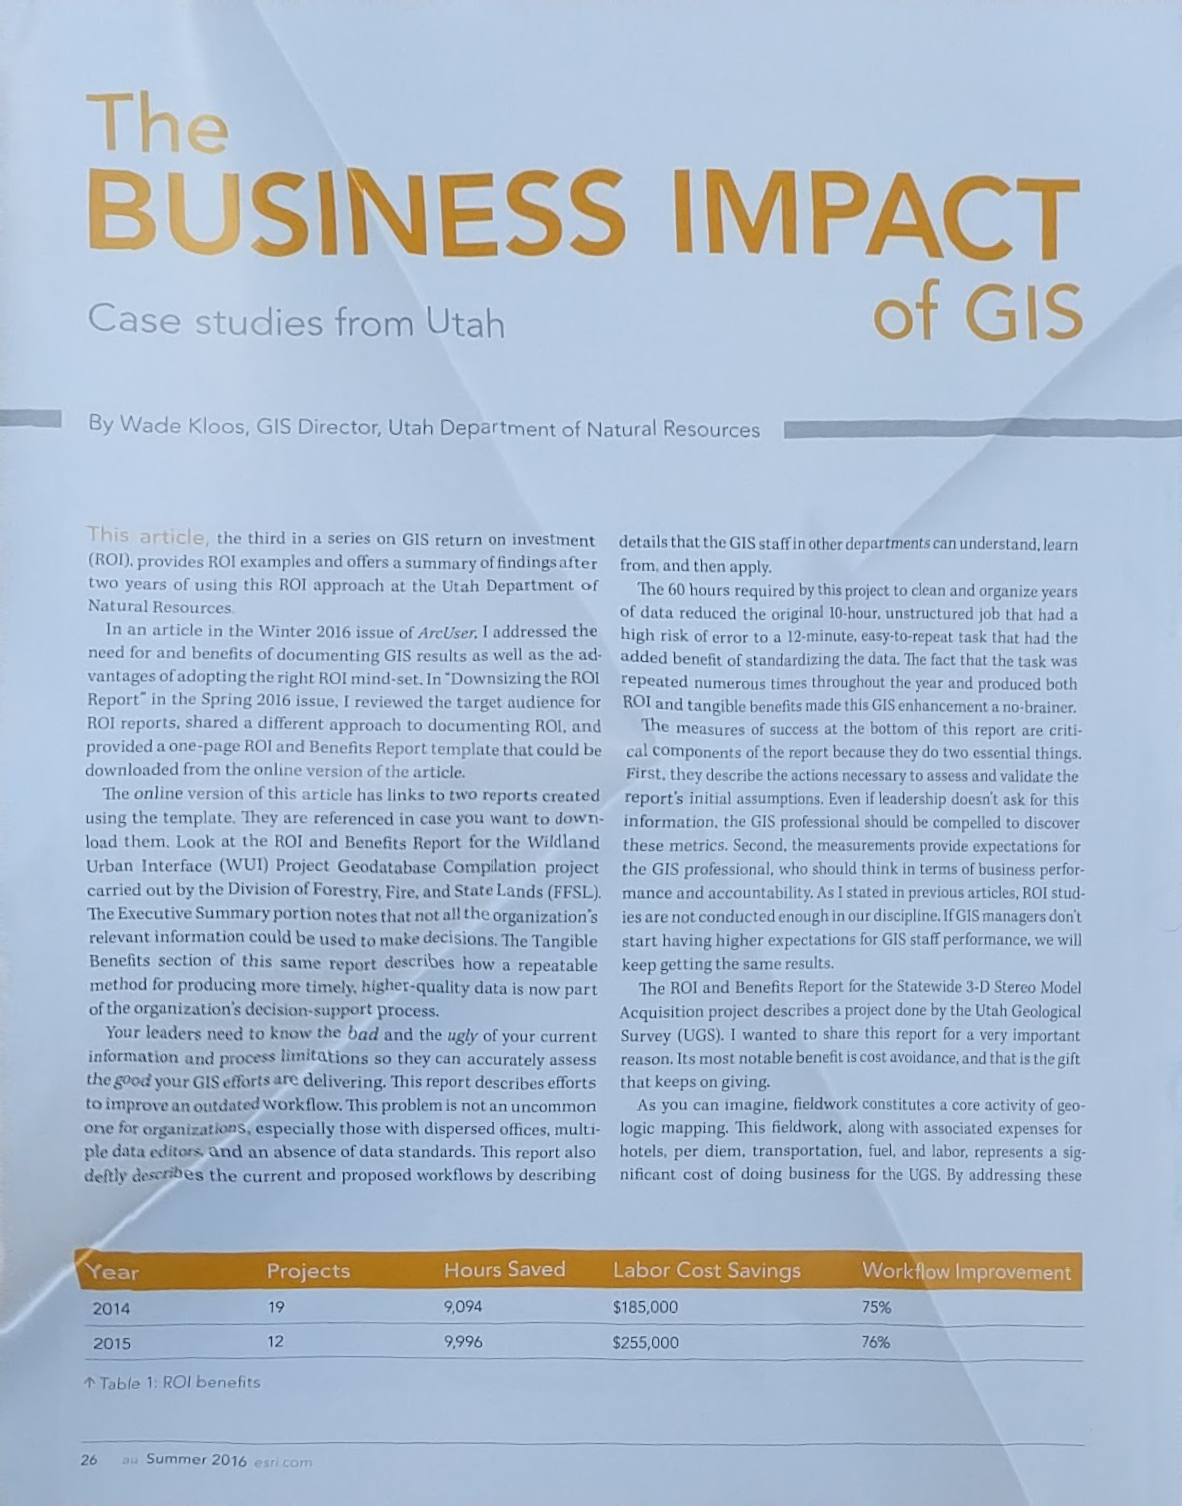 The
BUSINESS IMPACT
of GIS
Case studies from Utah
By Wade Kloos, GIS Director, Utah Department of Natural Resources
This article, the third in a series on GIS return on investment
(ROI), provides ROI examples and offers a summary of findings after
two years of using this ROI approach at the Utah Department of
Natural Resources.
In an article in the Winter 2016 issue of ArcUser, I addressed the
need for and benefits of documenting GIS results as well as the ad-
vantages of adopting the right ROI mind-set. In "Downsizing the ROI
Report" in the Spring 2016 issue, I reviewed the target audience for
ROI reports, shared a different approach to documenting ROI, and
provided a one-page ROI and Benefits Report template that could be
downloaded from the online version of the article.
The online version of this article has links to two reports created
using the template. They are referenced in case you want to down-
load them. Look at the ROI and Benefits Report for the Wildland
Urban Interface (WUI) Project Geodatabase Compilation project
carried out by the Division of Forestry, Fire, and State Lands (FFSL).
The Executive Summary portion notes that not all the organization's
relevant information could be used to make decisions. The Tangible
Benefits section of this same report describes how a repeatable
method for producing more timely, higher-quality data is now part
of the organization's decision-support process.
Your leaders need to know the bad and the ugly of your current
information and process limitations so they can accurately assess
the good your GIS efforts are delivering. This report describes efforts
to improve an outdated workflow. This problem is not an uncommon
one for organizations, especially those with dispersed offices, multi-
ple data editors, and an absence of data standards. This report also
deftly describes the current and proposed workflows by describing
details that the GIS staff in other departments can understand, learn
from, and then apply.
The 60 hours required by this project to clean and organize years
of data reduced the original 10-hour, unstructured job that had a
high risk of error to a 12-minute, easy-to-repeat task that had the
added benefit of standardizing the data. The fact that the task was
repeated numerous times throughout the year and produced both
ROI and tangible benefits made this GIS enhancement a no-brainer.
The measures of success at the bottom of this report are criti-
cal components of the report because they do two essential things.
First, they describe the actions necessary to assess and validate the
report's initial assumptions. Even if leadership doesn't ask for this
information, the GIS professional should be compelled to discover
these metrics. Second, the measurements provide expectations for
the GIS professional, who should think in terms of business perfor-
mance and accountability. As I stated in previous articles, ROI stud-
ies are not conducted enough in our discipline. If GIS managers don't
start having higher expectations for GIS staff performance, we will
keep getting the same results.
The ROI and Benefits Report for the Statewide 3-D Stereo Model
Acquisition project describes a project done by the Utah Geological
Survey (UGS). I wanted to share this report for a very important
reason. Its most notable benefit is cost avoidance, and that is the gift
that keeps on giving.
As you can imagine, fieldwork constitutes a core activity of geo-
logic mapping. This fieldwork, along with associated expenses for
hotels, per diem, transportation, fuel, and labor, represents a sig-
nificant cost of doing business for the UGS. By addressing these
Year Projects Hours Saved Labor Cost Savings Workflow Improvement
2014 19 9,094 $185,000 75%
2015 12 9,996 $255,000 76%
↑ Table 1: ROI benefits
26 au Summer 2016 esri.com